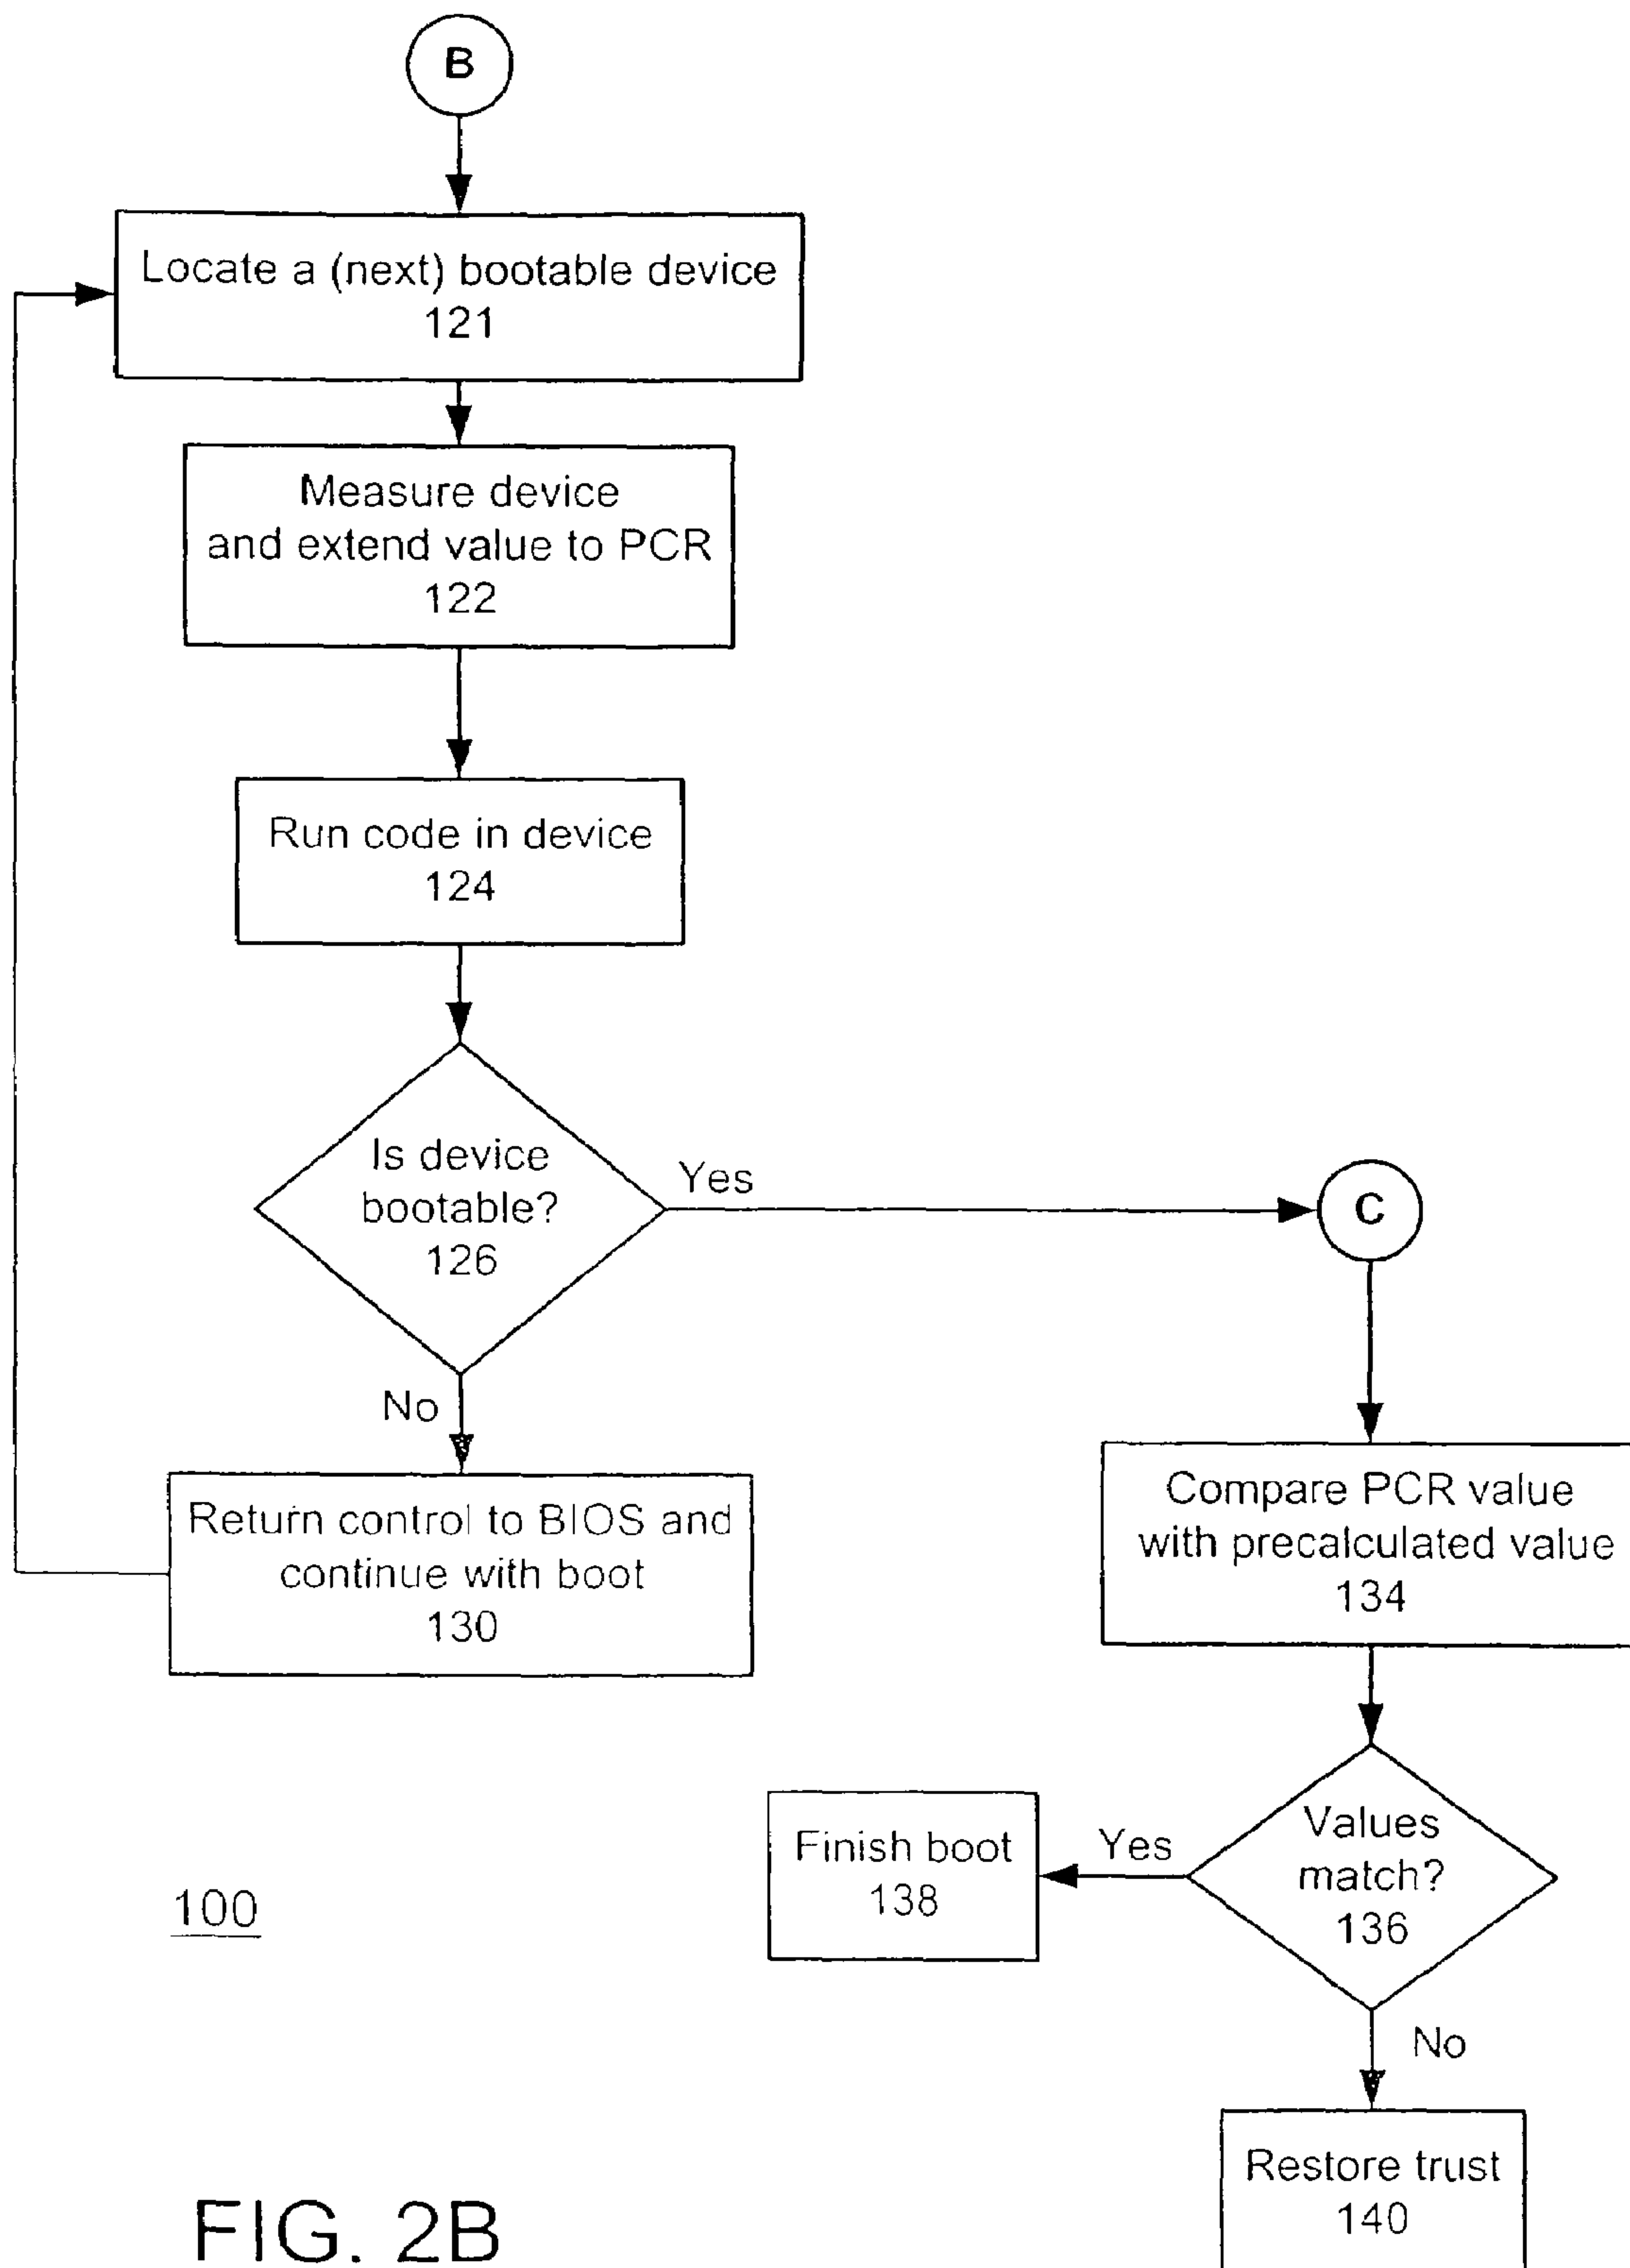 B
Locate a (next) bootable device
121
Measure device
and extend value to PCR
122
Run code in device
124
Is device
bootable?
126
Yes
C
No
Return control to BIOS and
continue with boot
130
Compare PCR value
with precalculated value
134
Values
match?
136
Yes
Finish boot
138
No
Restore trust
140
100
FIG. 2B